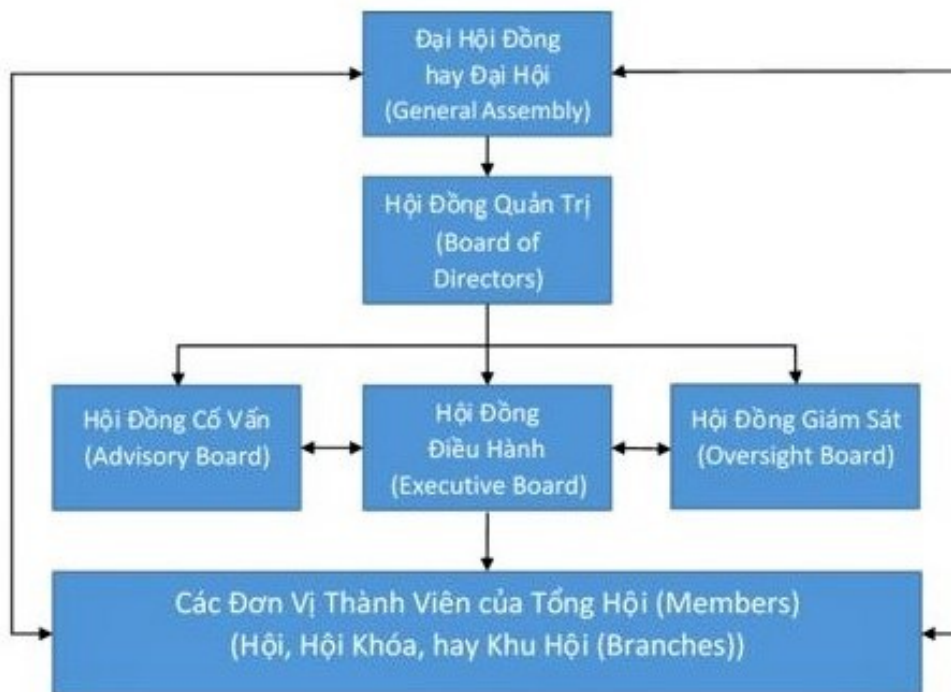 Đại Hội Đồng
hay Đại Hội
(General Assembly)
Hội Đồng Quản Trị
(Board of
Directors)
Hội Đồng Cố Vấn
(Advisory Board)
Hội Đồng
Điều Hành
(Executive Board)
Hội Đồng Giám Sát
(Oversight Board)
Các Đơn Vị Thành Viên của Tổng Hội (Members)
(Hội, Hội Khóa, hay Khu Hội (Branches))